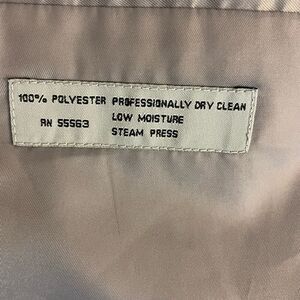 100% POLYESTER PROFESSIONALLY DRY CLEAN
RN 55563 LOW MOISTURE
STEAM PRESS